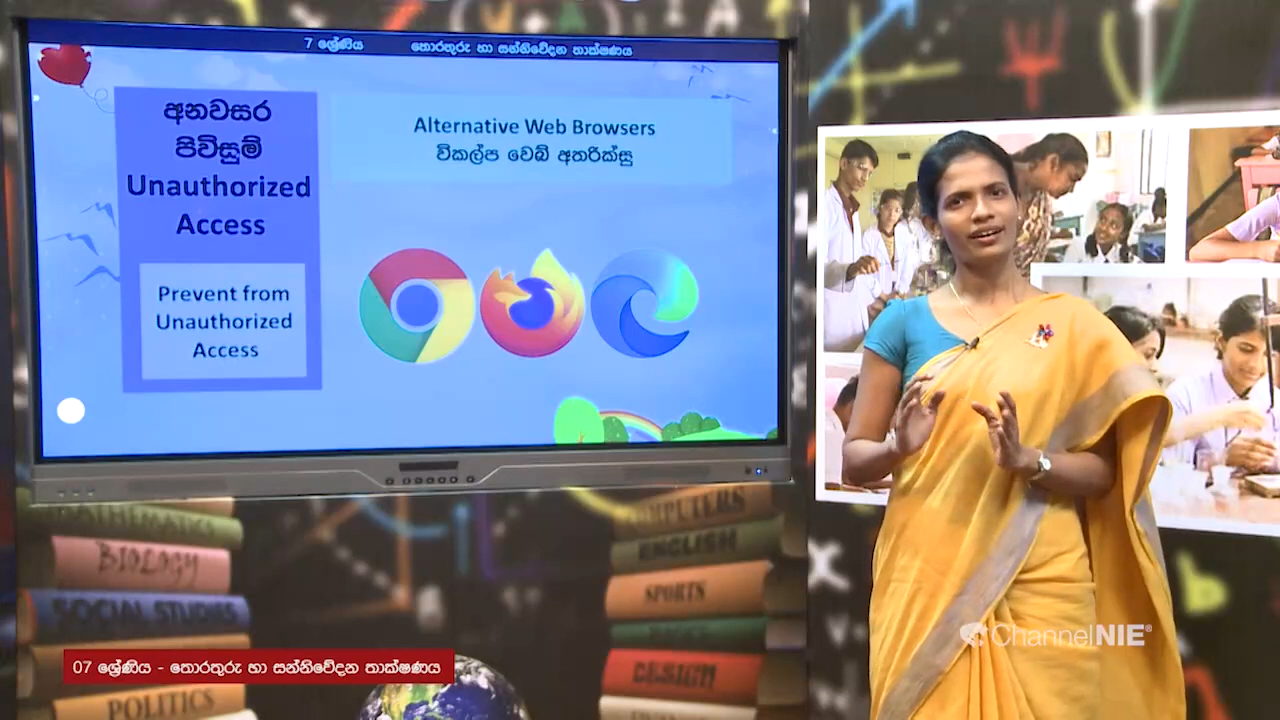 7 ශ්‍රේණිය තොරතුරු හා සන්නිවේදන තාක්ෂණය
අනවසර
පිවිසුම්
Unauthorized
Access
Prevent from
Unauthorized
Access
Alternative Web Browsers
විකල්ප වෙබ් අතරික්සු
MATHEMATICS
BIOLOGY
SOCIAL STUDIES
POLITICS
COMPUTERS
ENGLISH
SPORTS
DESIGN
ChannelNIE®
07 ශ්‍රේණිය - තොරතුරු හා සන්නිවේදන තාක්ෂණය